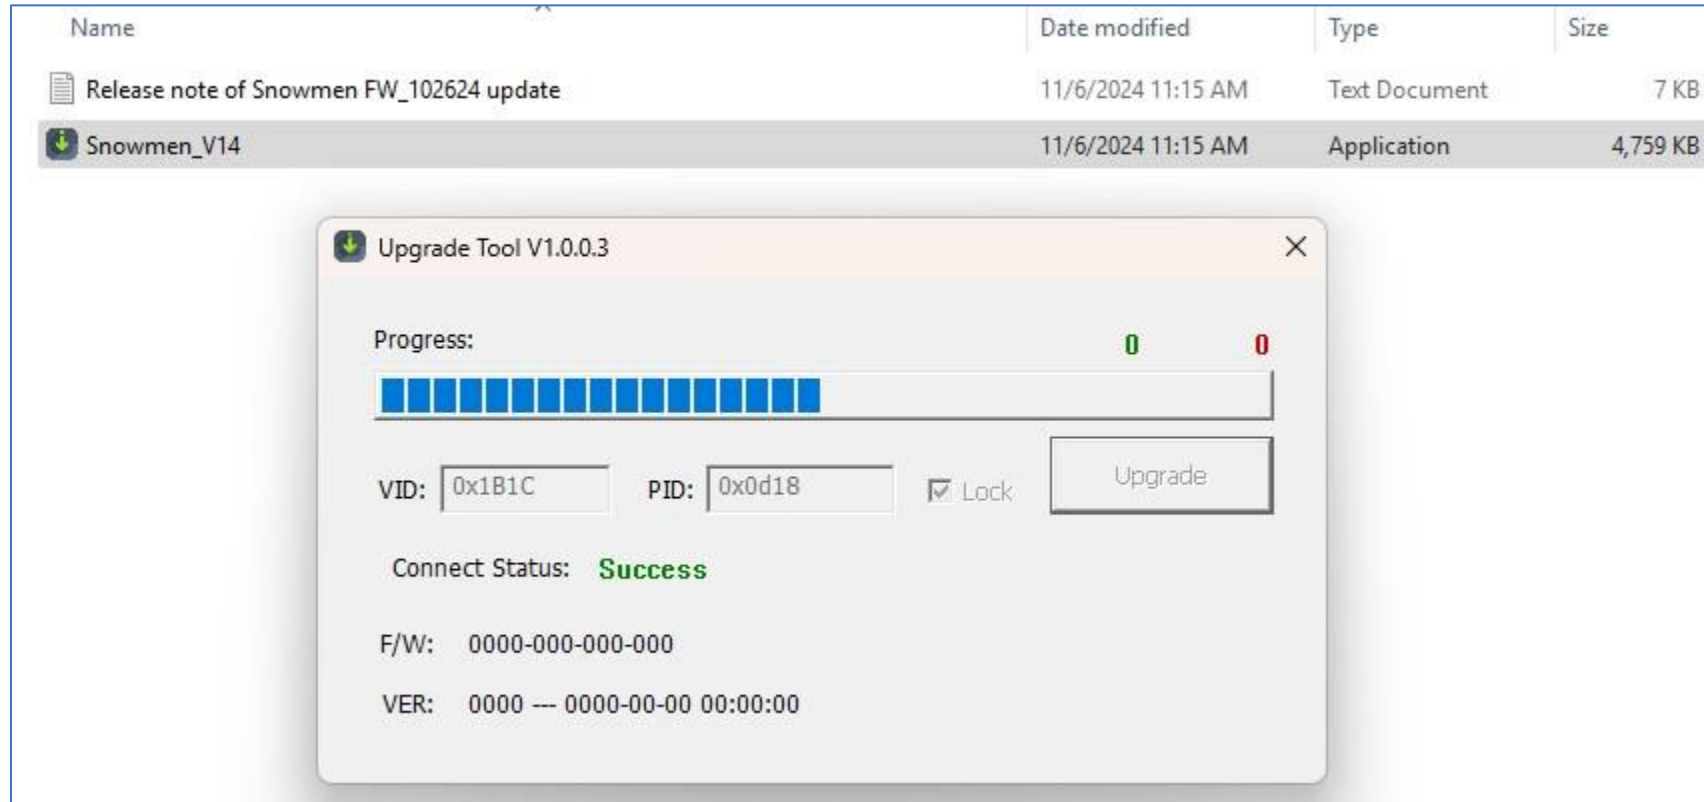 Name Date modified Type Size
Release note of Snowmen FW_102624 update 11/6/2024 11:15 AM Text Document 7 KB
Snowmen_V14 11/6/2024 11:15 AM Application 4,759 KB
Upgrade Tool V1.0.0.3
Progress: 0 0
VID: 0x1B1C PID: 0x0d18 Lock Upgrade
Connect Status: Success
F/W: 0000-000-000-000
VER: 0000 --- 0000-00-00 00:00:00